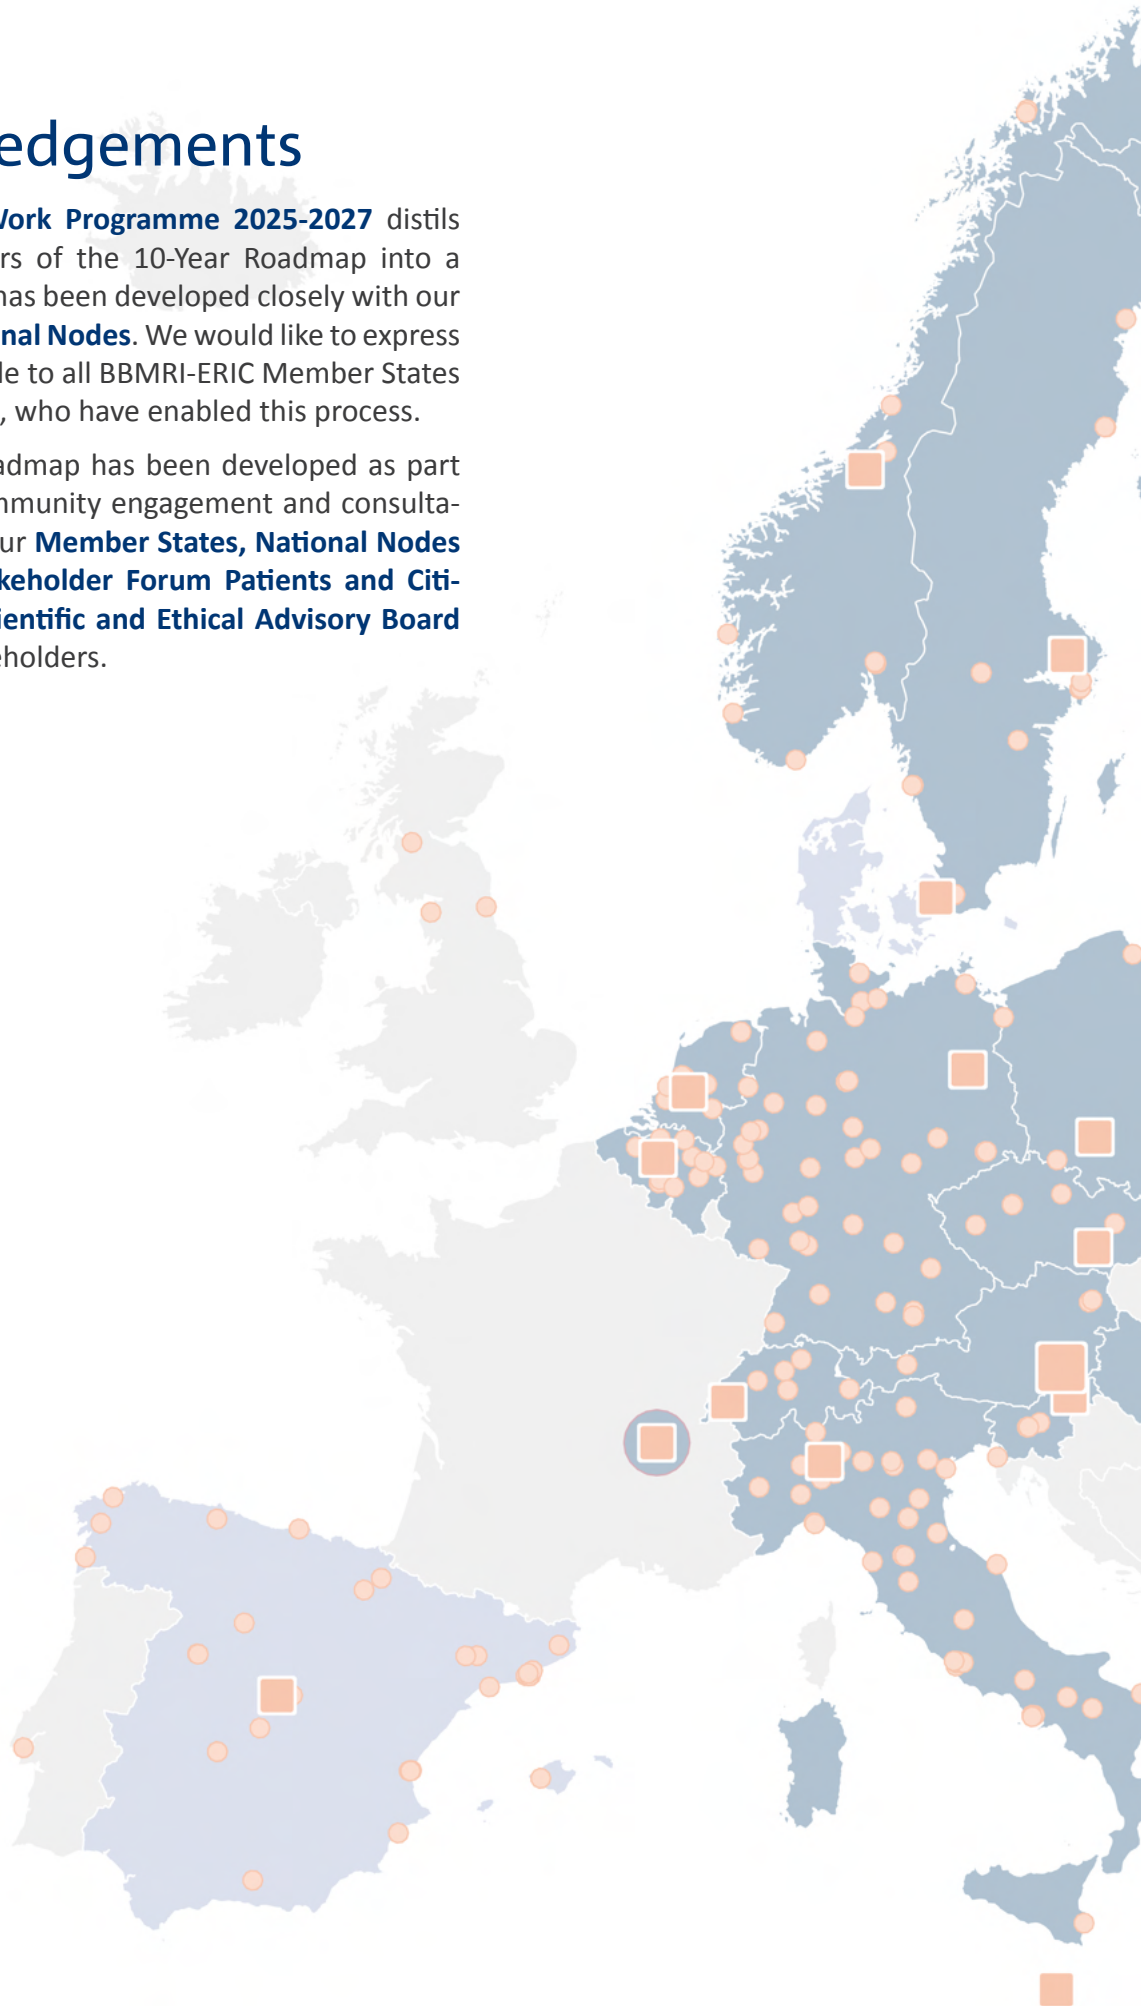 edgements
Work Programme 2025-2027 distils
rs of the 10-Year Roadmap into a
has been developed closely with our
nal Nodes. We would like to express
le to all BBMRI-ERIC Member States
, who have enabled this process.
admap has been developed as part
mmunity engagement and consulta-
ur Member States, National Nodes
keholder Forum Patients and Citi-
ientific and Ethical Advisory Board
eholders.